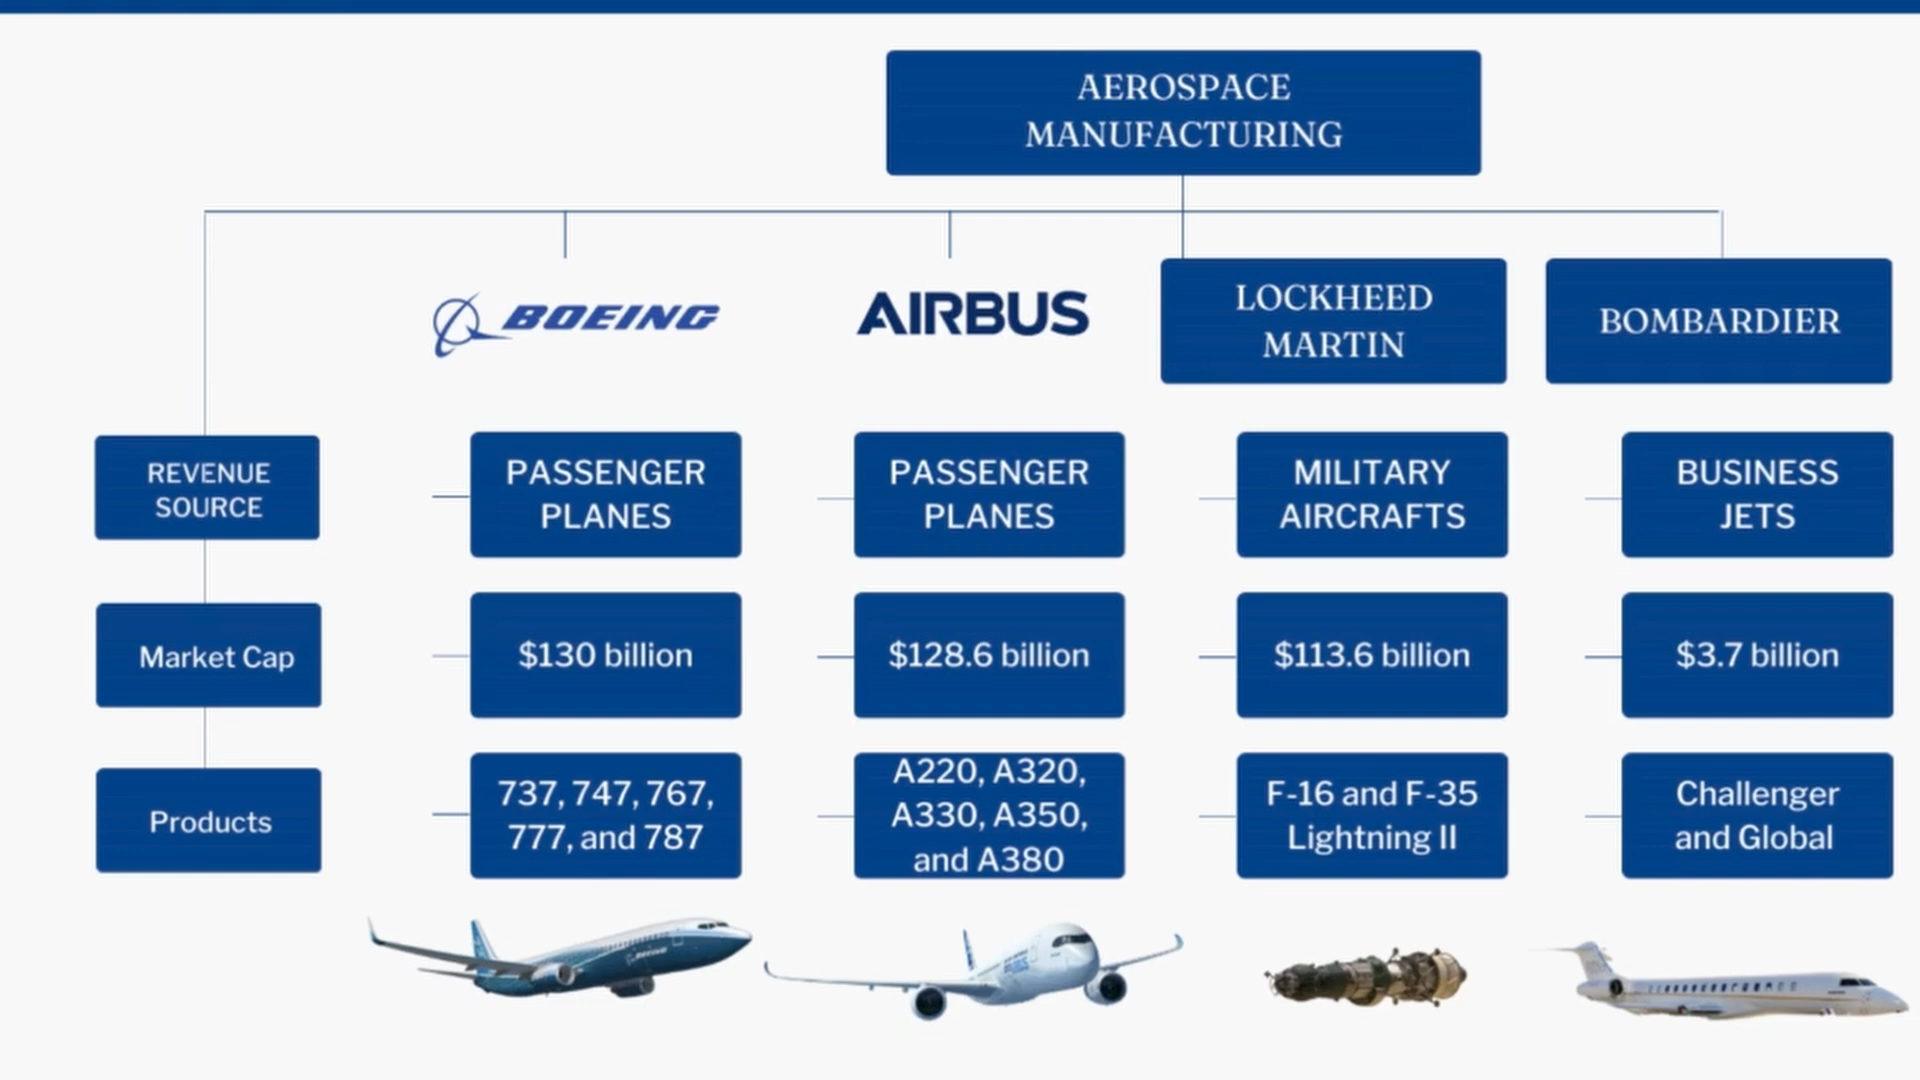 AEROSPACE
MANUFACTURING
BOEING
AIRBUS
LOCKHEED
MARTIN
BOMBARDIER
REVENUE
SOURCE
PASSENGER
PLANES
PASSENGER
PLANES
MILITARY
AIRCRAFTS
BUSINESS
JETS
Market Cap
$130 billion
$128.6 billion
$113.6 billion
$3.7 billion
Products
737, 747, 767,
777, and 787
A220, A320,
A330, A350,
and A380
F-16 and F-35
Lightning II
Challenger
and Global
BOEING
AIRBUS